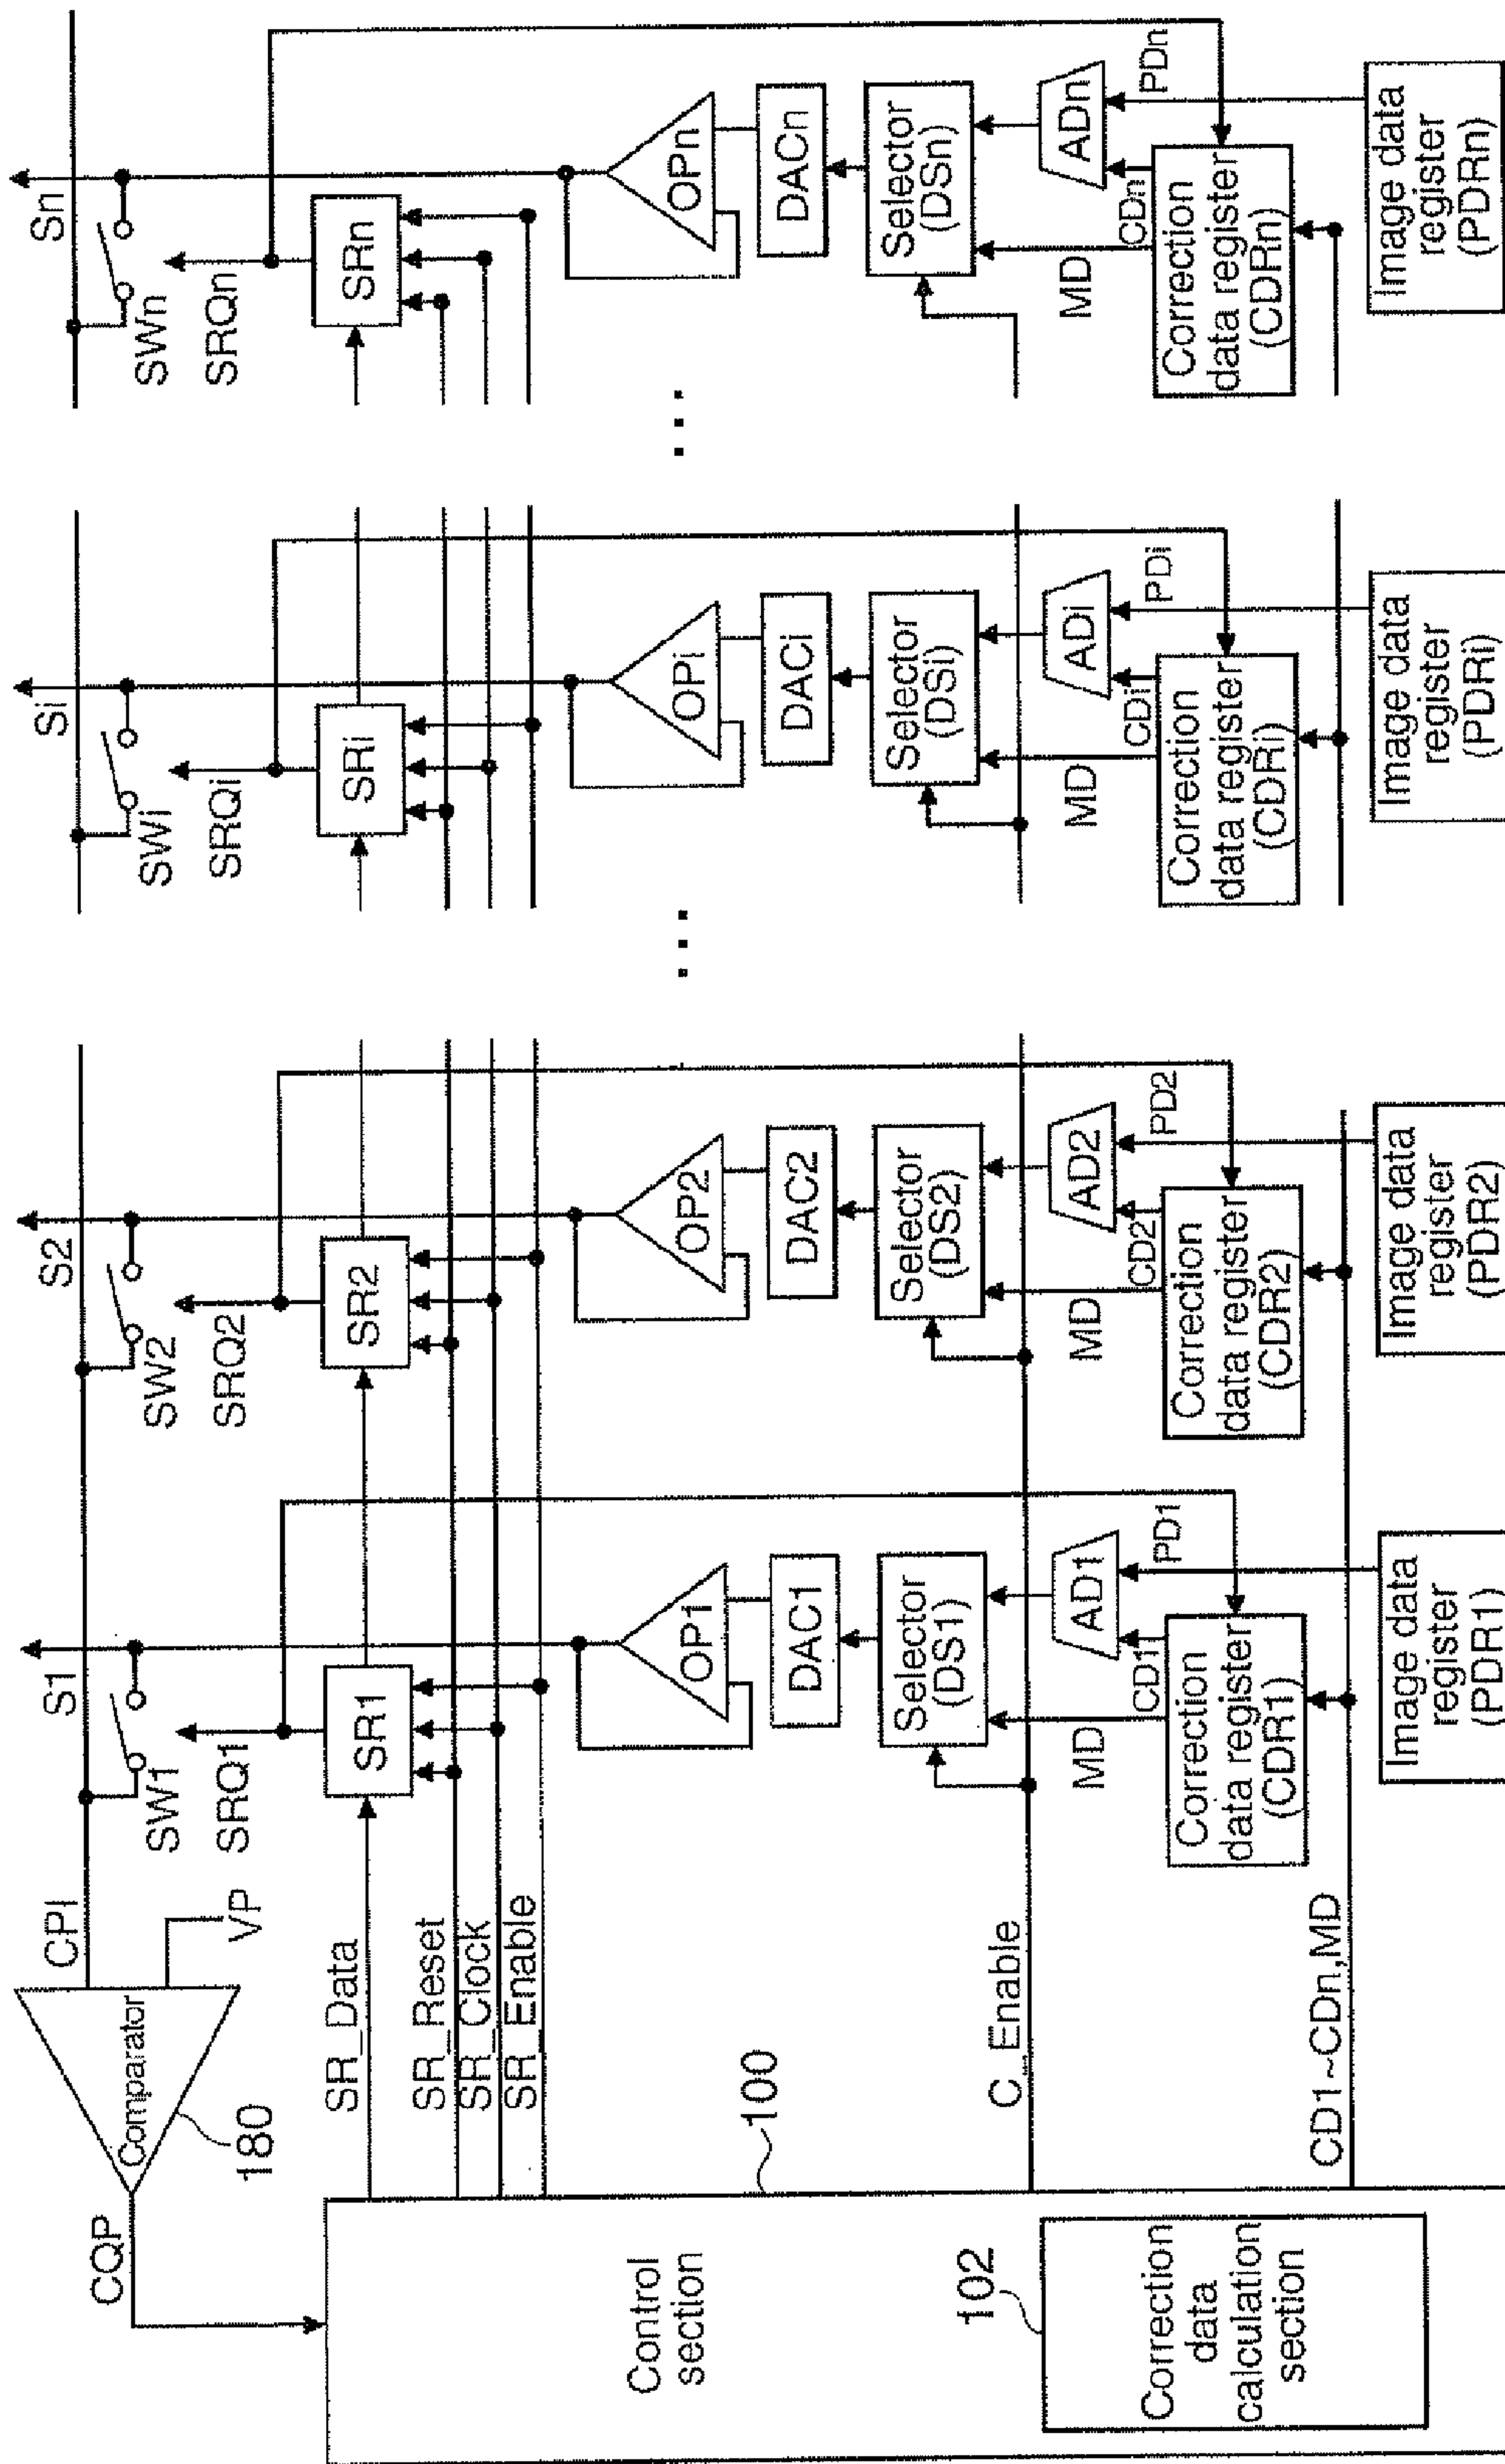 CQP
Comparator
180
CPI
VP
S1
SW1
SRQ1
S2
SW2
SRQ2
Si
SWi
SRQi
Sn
SWn
SRQn
SR_Data
SR_Reset
SR_Clock
SR_Enable
SR1
SR2
SRi
SRn
Control
section
100
OP1
OP2
OPi
OPn
...
...
DAC1
DAC2
DACi
DACn
Selector
(DS1)
Selector
(DS2)
Selector
(DSi)
Selector
(DSn)
C_Enable
102
Correction
data
calculation
section
MD
CD1
AD1
PD1
MD
CD2
AD2
PD2
MD
CDi
ADi
PDi
MD
CDn
ADn
PDn
Correction
data register
(CDR1)
Correction
data register
(CDR2)
Correction
data register
(CDRi)
Correction
data register
(CDRn)
CD1~CDn,MD
Image data
register
(PDR1)
Image data
register
(PDR2)
Image data
register
(PDRi)
Image data
register
(PDRn)